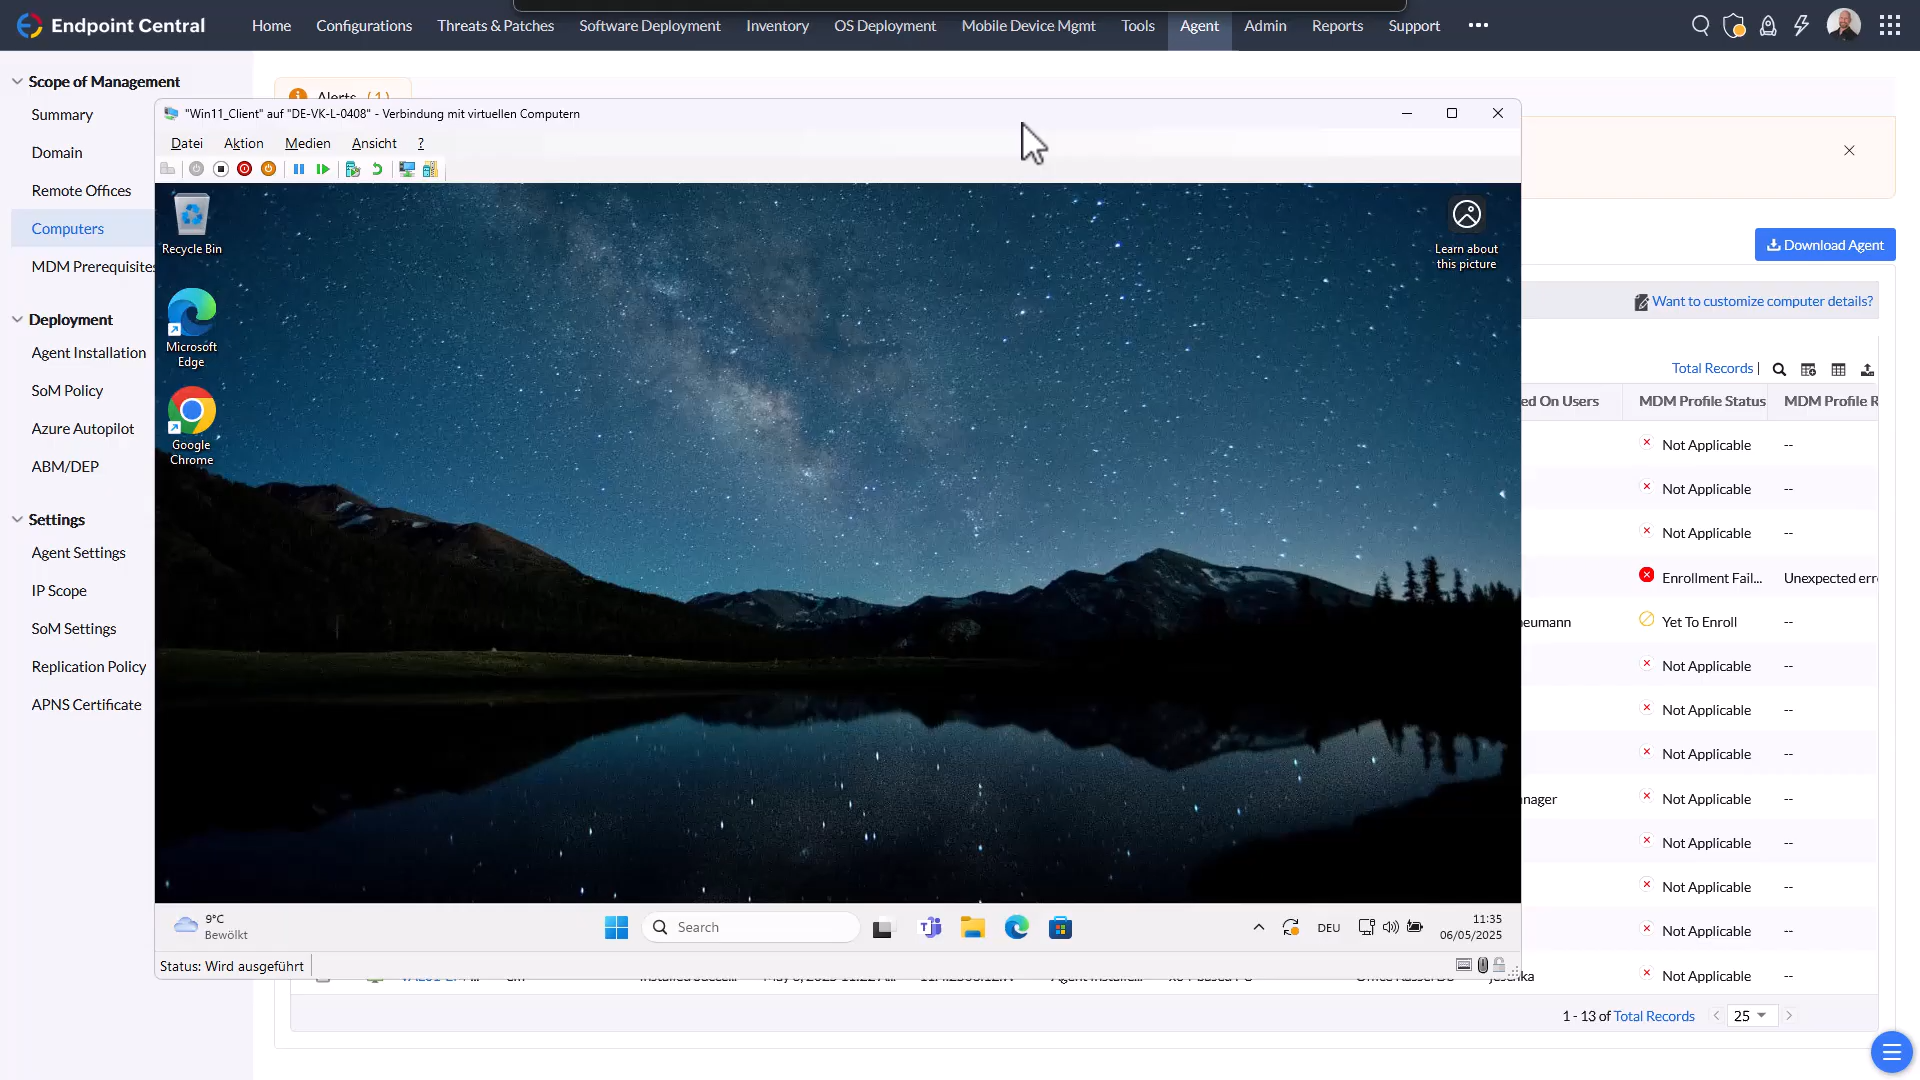 Endpoint Central
Home
Configurations
Threats & Patches
Software Deployment
Inventory
OS Deployment
Mobile Device Mgmt
Tools
Agent
Admin
Reports
Support
Scope of Management
Summary
Domain
Remote Offices
Computers
MDM Prerequisites
Deployment
Agent Installation
SoM Policy
Azure Autopilot
ABM/DEP
Settings
Agent Settings
IP Scope
SoM Settings
Replication Policy
APNS Certificate
Alerts (1)
"Win11_Client" auf "DE-VK-L-0408" - Verbindung mit virtuellen Computern
Datei Aktion Medien Ansicht ?
Recycle Bin
Microsoft
Edge
Google
Chrome
Learn about
this picture
9°C
Bewölkt
Search
DEU
11:35
06/05/2025
Status: Wird ausgeführt
Download Agent
Want to customize computer details?
Total Records
ed On Users MDM Profile Status MDM Profile R
Not Applicable --
Not Applicable --
Not Applicable --
Enrollment Fail... Unexpected erre
eumann Yet To Enroll --
Not Applicable --
Not Applicable --
Not Applicable --
nager Not Applicable --
Not Applicable --
Not Applicable --
Not Applicable --
Not Applicable --
1 - 13 of Total Records 25